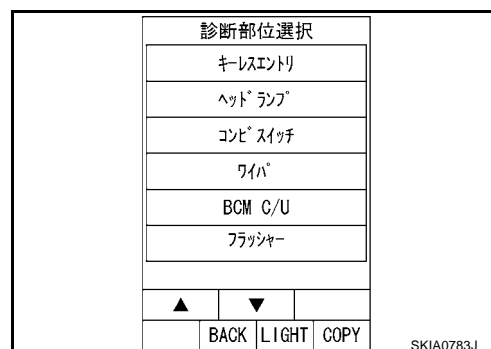 診断部位選択
ｷｰﾚｽｴﾝﾄﾘ
ﾍｯﾄﾞﾗﾝﾌﾟ
ｺﾝﾋﾞｽｲｯﾁ
ﾜｲﾊﾟ
BCM C/U
ﾌﾗｯｼｬｰ
▲ ▼
BACK LIGHT COPY
SKIA0783J